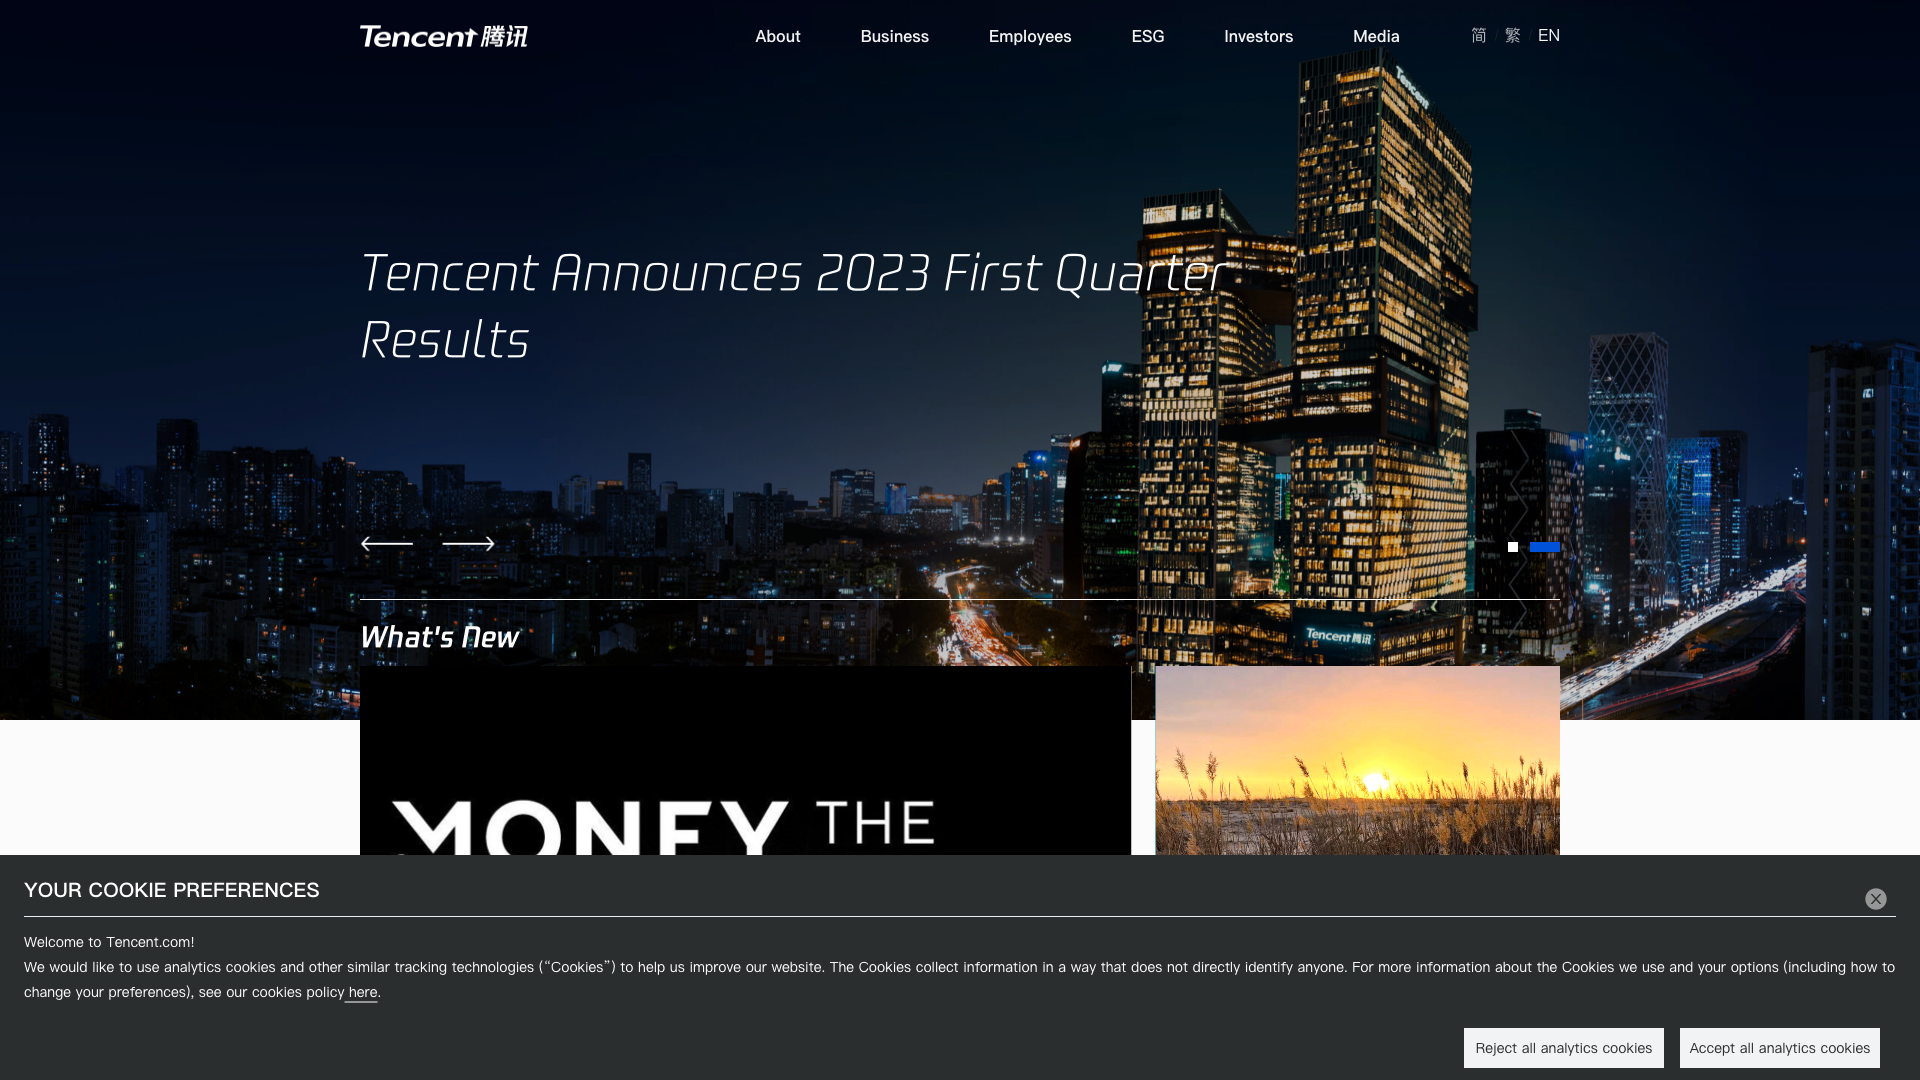 Tencent 腾讯
About
Business
Employees
ESG
Investors
Media
简 / 繁 / EN
Tencent
Tencent Announces 2023 First Quarter
Results
Tencent 腾讯
What's New
MONEY THE
YOUR COOKIE PREFERENCES
Welcome to Tencent.com!
We would like to use analytics cookies and other similar tracking technologies (“Cookies”) to help us improve our website. The Cookies collect information in a way that does not directly identify anyone. For more information about the Cookies we use and your options (including how to
change your preferences), see our cookies policy here.
Reject all analytics cookies
Accept all analytics cookies